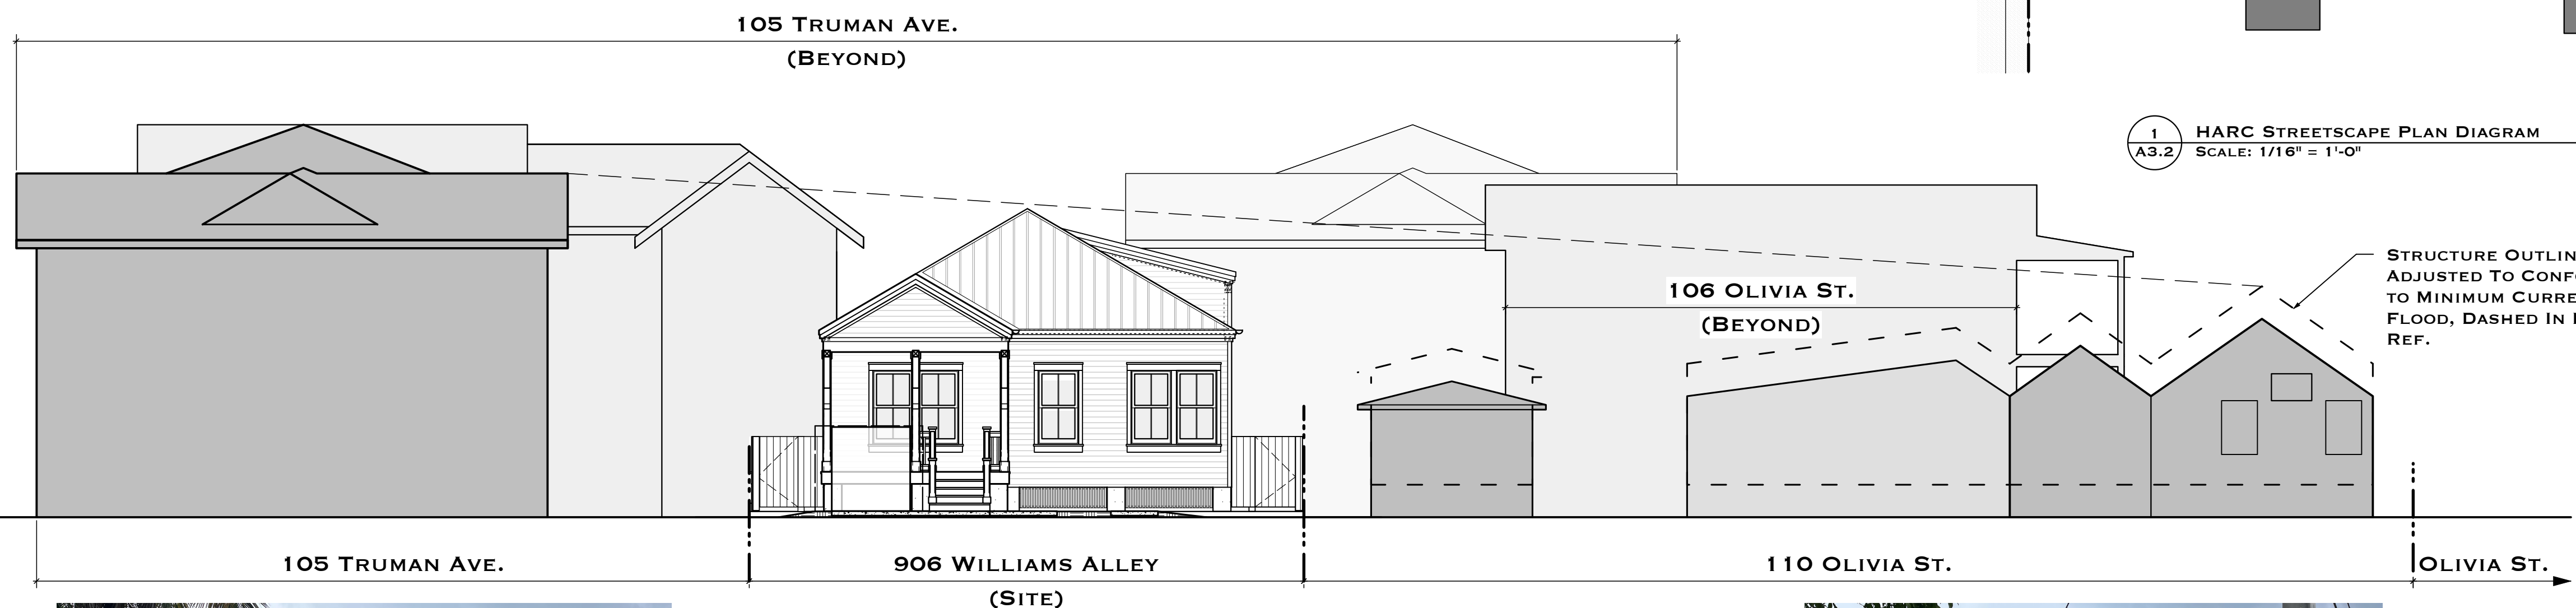 105 Truman Ave.
(Beyond)
1
A3.2
HARC Streetscape Plan Diagram
Scale: 1/16" = 1'-0"
Structure Outlin
Adjusted To Conf
to Minimum Curre
Flood, Dashed In
Ref.
106 Olivia St.
(Beyond)
105 Truman Ave.
906 Williams Alley
(Site)
110 Olivia St.
Olivia St.